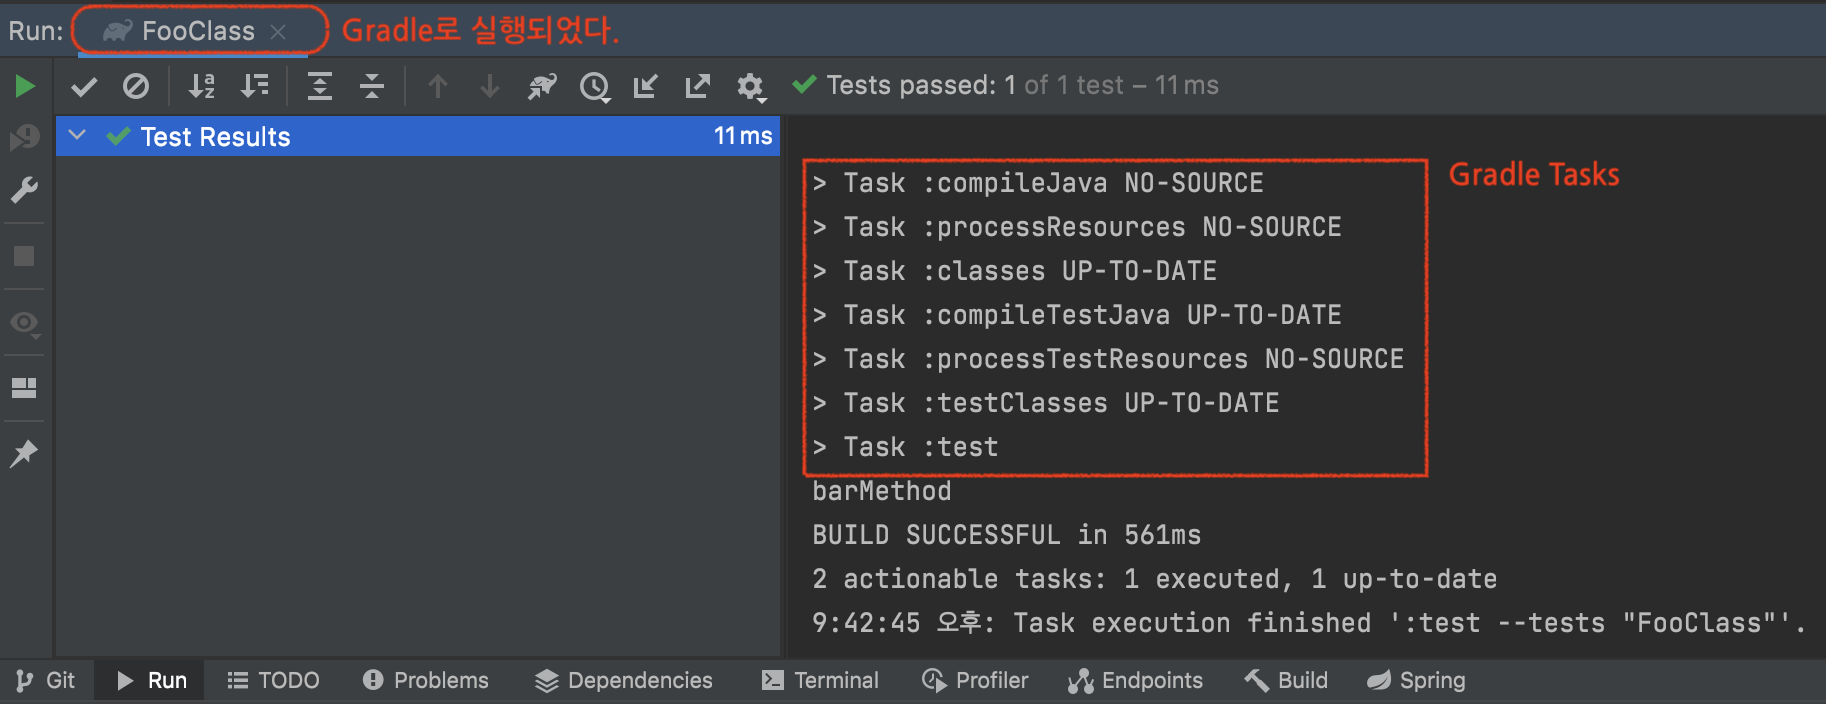 Run: FooClass Gradle로 실행되었다.
Tests passed: 1 of 1 test – 11 ms
Test Results 11 ms
> Task :compileJava NO-SOURCE
Gradle Tasks
> Task :processResources NO-SOURCE
> Task :classes UP-TO-DATE
> Task :compileTestJava UP-TO-DATE
> Task :processTestResources NO-SOURCE
> Task :testClasses UP-TO-DATE
> Task :test
barMethod
BUILD SUCCESSFUL in 561ms
2 actionable tasks: 1 executed, 1 up-to-date
9:42:45 오후: Task execution finished ':test --tests "FooClass"'.
Git Run TODO Problems Dependencies Terminal Profiler Endpoints Build Spring